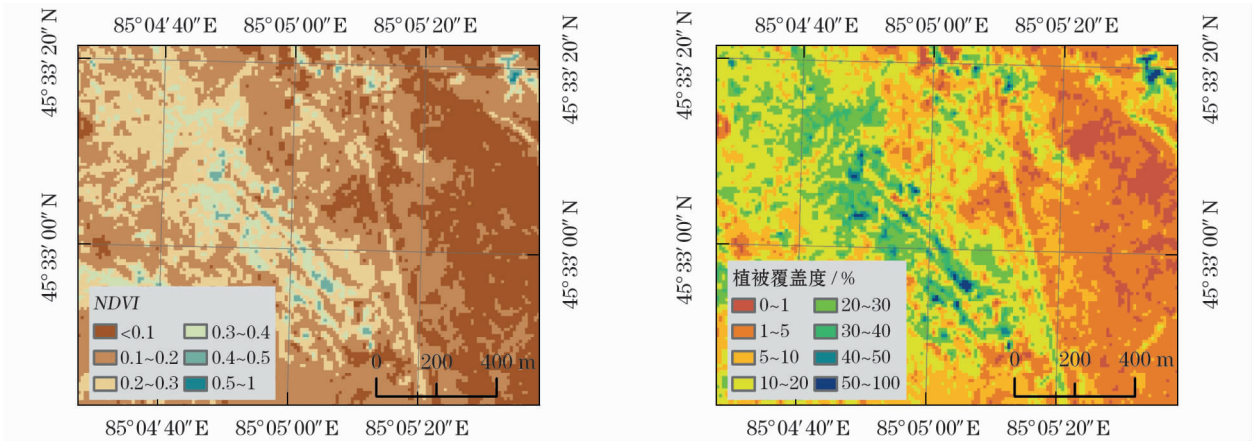 85°04′40″E 85°05′00″E 85°05′20″E
45°33′20″N
45°33′20″N
45°33′00″N
45°33′00″N
NDVI
<0.1 0.3~0.4
0.1~0.2 0.4~0.5
0.2~0.3 0.5~1
0 200 400 m
85°04′40″E 85°05′00″E 85°05′20″E
85°04′40″E 85°05′00″E 85°05′20″E
45°33′20″N
45°33′20″N
45°33′00″N
45°33′00″N
植被覆盖度/%
0~1 20~30
1~5 30~40
5~10 40~50
10~20 50~100
0 200 400 m
85°04′40″E 85°05′00″E 85°05′20″E